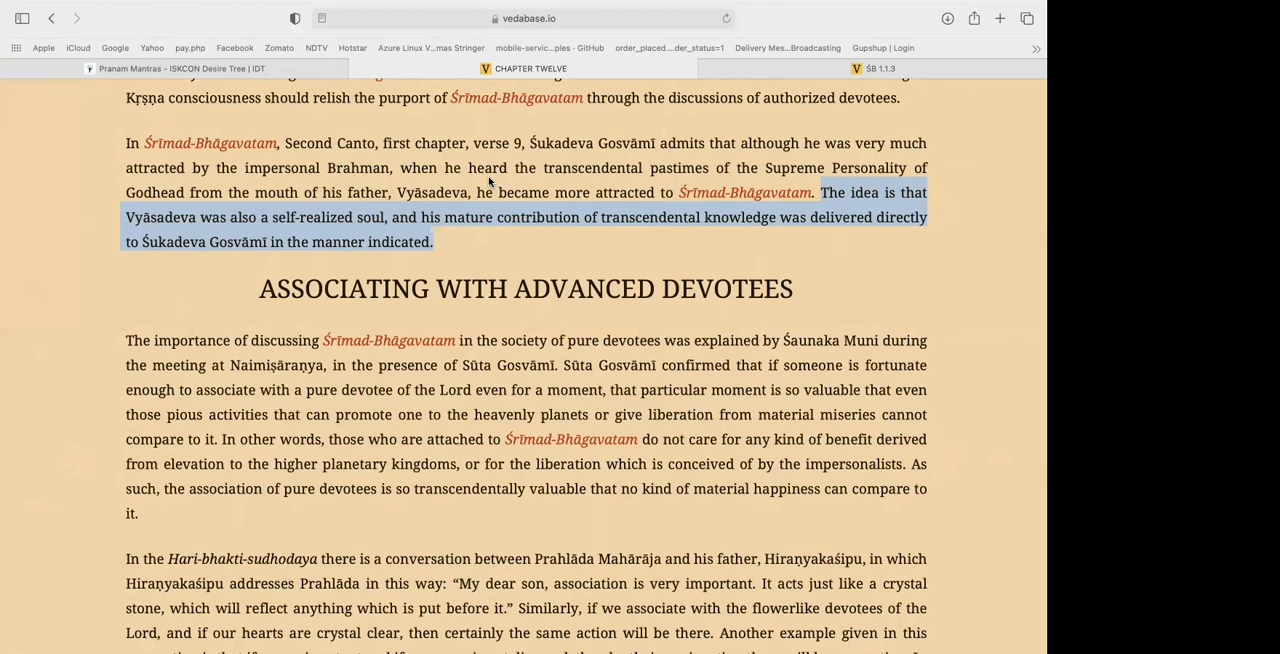 vedabase.io
Apple iCloud Google Yahoo pay.php Facebook Zomato NDTV Hotstar Azure Linux V...mas Stringer mobile-servic...ples · GitHub order_placed....der_status=1 Delivery Mes...Broadcasting Gupshup | Login
Pranam Mantras - ISKCON Desire Tree | IDT CHAPTER TWELVE ŚB 1.1.3
Kṛṣṇa consciousness should relish the purport of Śrīmad-Bhāgavatam through the discussions of authorized devotees.
In Śrīmad-Bhāgavatam, Second Canto, first chapter, verse 9, Śukadeva Gosvāmī admits that although he was very much
attracted by the impersonal Brahman, when he heard the transcendental pastimes of the Supreme Personality of
Godhead from the mouth of his father, Vyāsadeva, he became more attracted to Śrīmad-Bhāgavatam. The idea is that
Vyāsadeva was also a self-realized soul, and his mature contribution of transcendental knowledge was delivered directly
to Śukadeva Gosvāmī in the manner indicated.
ASSOCIATING WITH ADVANCED DEVOTEES
The importance of discussing Śrīmad-Bhāgavatam in the society of pure devotees was explained by Śaunaka Muni during
the meeting at Naimiṣāraṇya, in the presence of Sūta Gosvāmī. Sūta Gosvāmī confirmed that if someone is fortunate
enough to associate with a pure devotee of the Lord even for a moment, that particular moment is so valuable that even
those pious activities that can promote one to the heavenly planets or give liberation from material miseries cannot
compare to it. In other words, those who are attached to Śrīmad-Bhāgavatam do not care for any kind of benefit derived
from elevation to the higher planetary kingdoms, or for the liberation which is conceived of by the impersonalists. As
such, the association of pure devotees is so transcendentally valuable that no kind of material happiness can compare to
it.
In the Hari-bhakti-sudhodaya there is a conversation between Prahlāda Mahārāja and his father, Hiraṇyakaśipu, in which
Hiraṇyakaśipu addresses Prahlāda in this way: “My dear son, association is very important. It acts just like a crystal
stone, which will reflect anything which is put before it.” Similarly, if we associate with the flowerlike devotees of the
Lord, and if our hearts are crystal clear, then certainly the same action will be there. Another example given in this